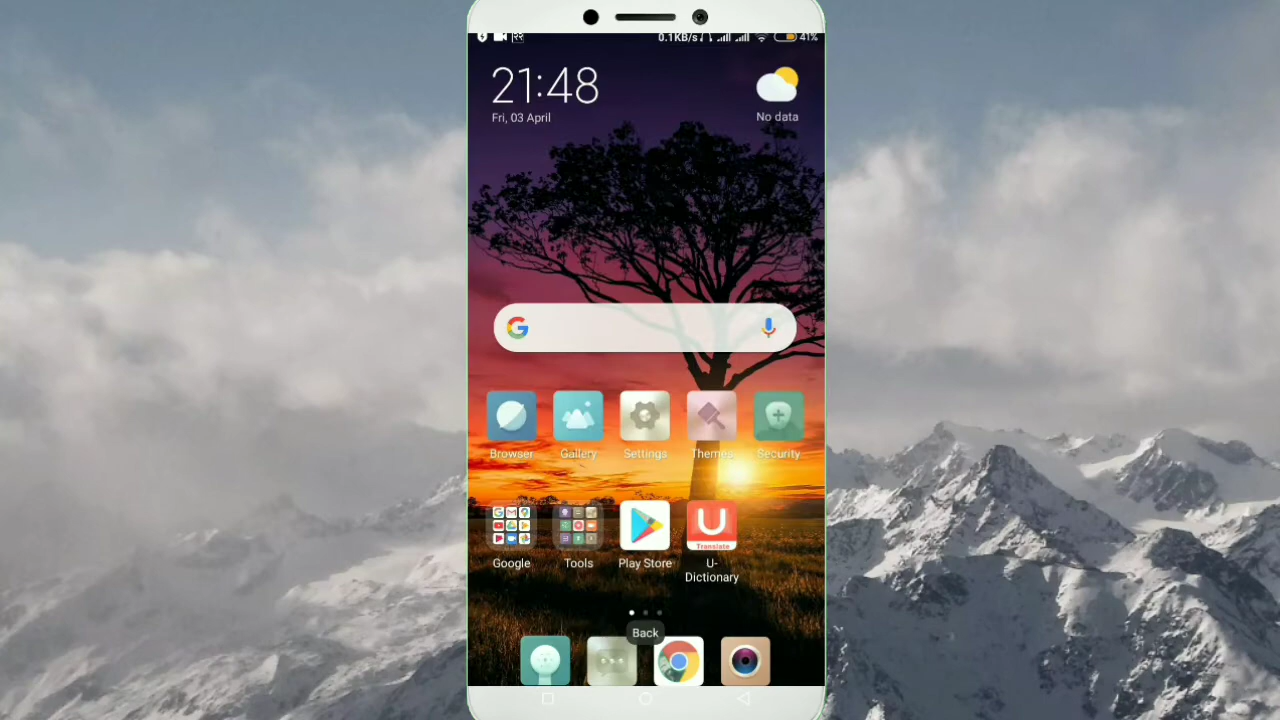 0.1KB/s
41%
21:48
Fri, 03 April
No data
Browser
Gallery
Settings
Themes
Security
Google
Tools
Play Store
Translate
U-
Dictionary
Back